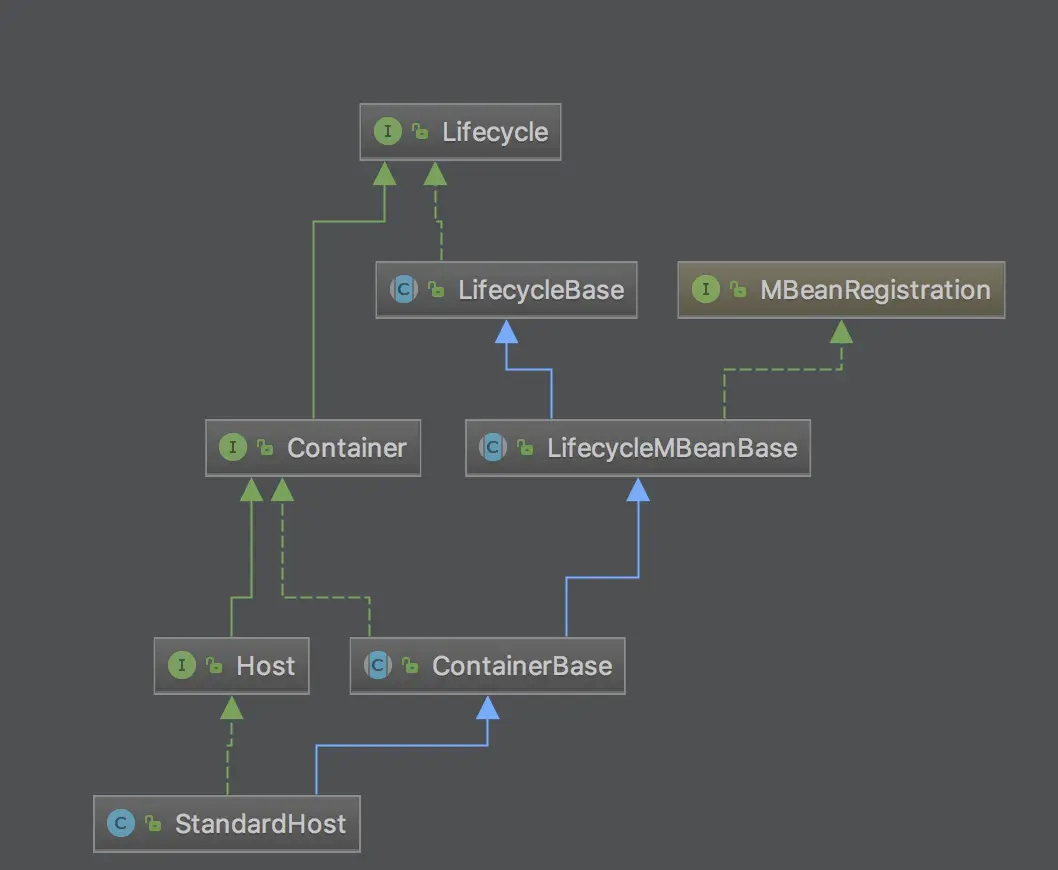 I Lifecycle
C LifecycleBase
I MBeanRegistration
I Container
C LifecycleMBeanBase
I Host
C ContainerBase
C StandardHost